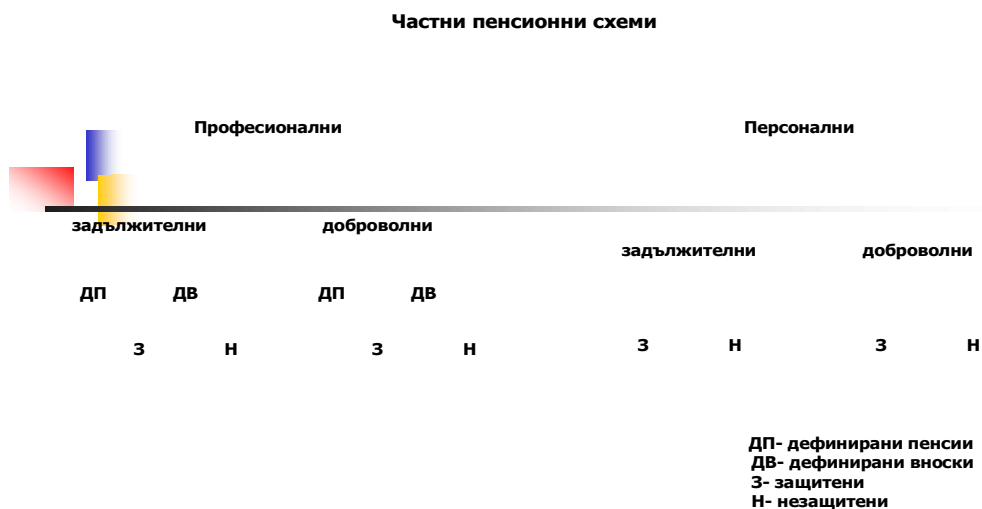 Частни пенсионни схеми
Професионални Персонални
задължителни доброволни
задължителни доброволни
ДП ДВ ДП ДВ
З Н З Н З Н З Н
ДП- дефинирани пенсии
ДВ- дефинирани вноски
З- защитени
Н- незащитени